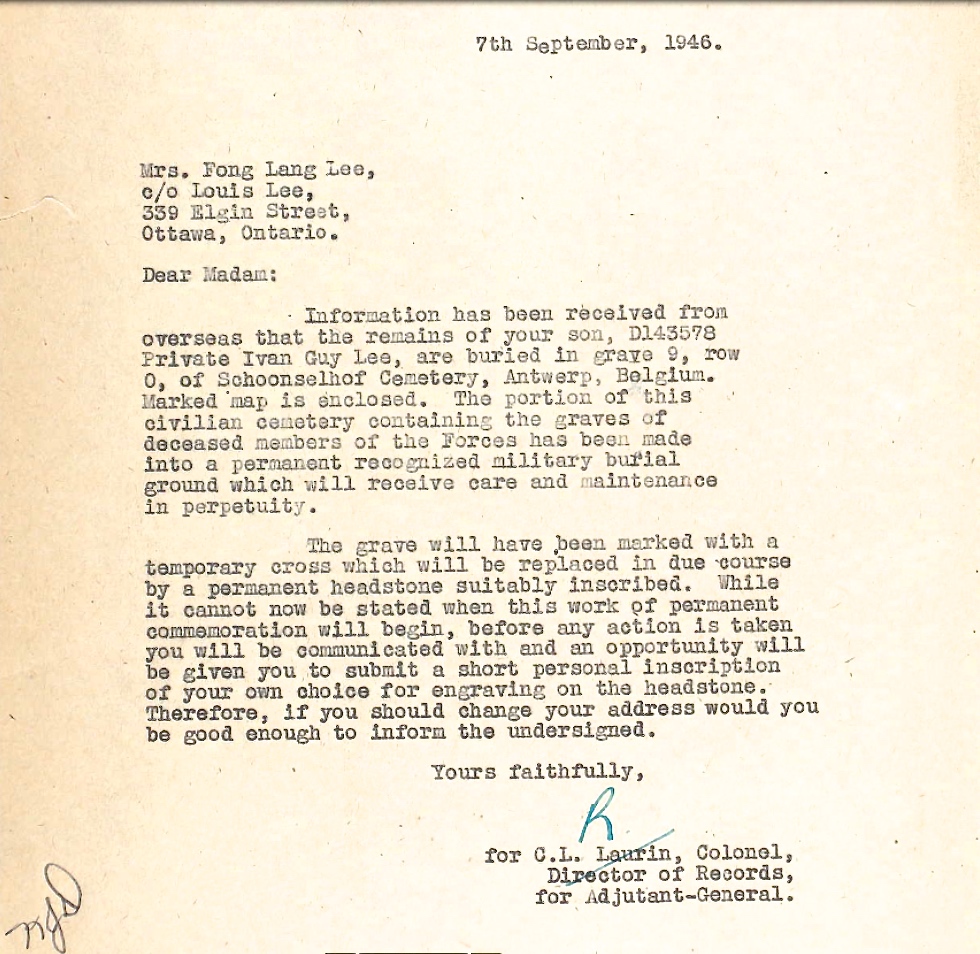 7th September, 1946.
Mrs. Fong Lang Lee,
c/o Louis Lee,
339 Elgin Street,
Ottawa, Ontario.
Dear Madam:
Information has been received from
overseas that the remains of your son, D143578
Private Ivan Guy Lee, are buried in grave 9, row
O, of Schoonselhof Cemetery, Antwerp, Belgium.
Marked map is enclosed. The portion of this
civilian cemetery containing the graves of
deceased members of the Forces has been made
into a permanent recognized military burial
ground which will receive care and maintenance
in perpetuity.
The grave will have been marked with a
temporary cross which will be replaced in due course
by a permanent headstone suitably inscribed. While
it cannot now be stated when this work of permanent
commemoration will begin, before any action is taken
you will be communicated with and an opportunity will
be given you to submit a short personal inscription
of your own choice for engraving on the headstone.
Therefore, if you should change your address would you
be good enough to inform the undersigned.
Yours faithfully,
R
for C.L. Laurin, Colonel,
Director of Records,
for Adjutant-General.